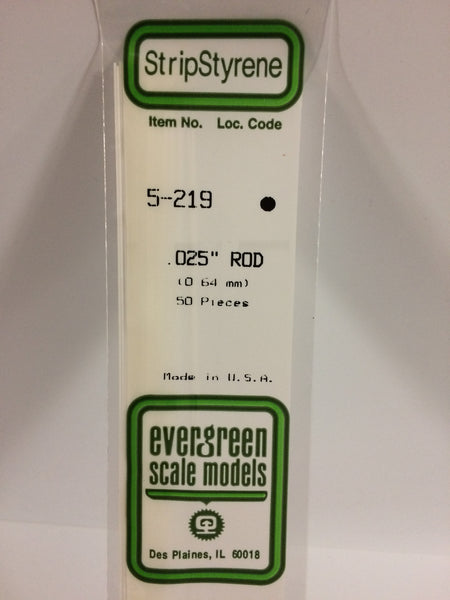 StripStyrene
Item No. Loc. Code
5-219
.025" ROD
(0.64 mm)
50 Pieces
Made in U.S.A.
evergreen
scale models
Des Plaines, IL 60018